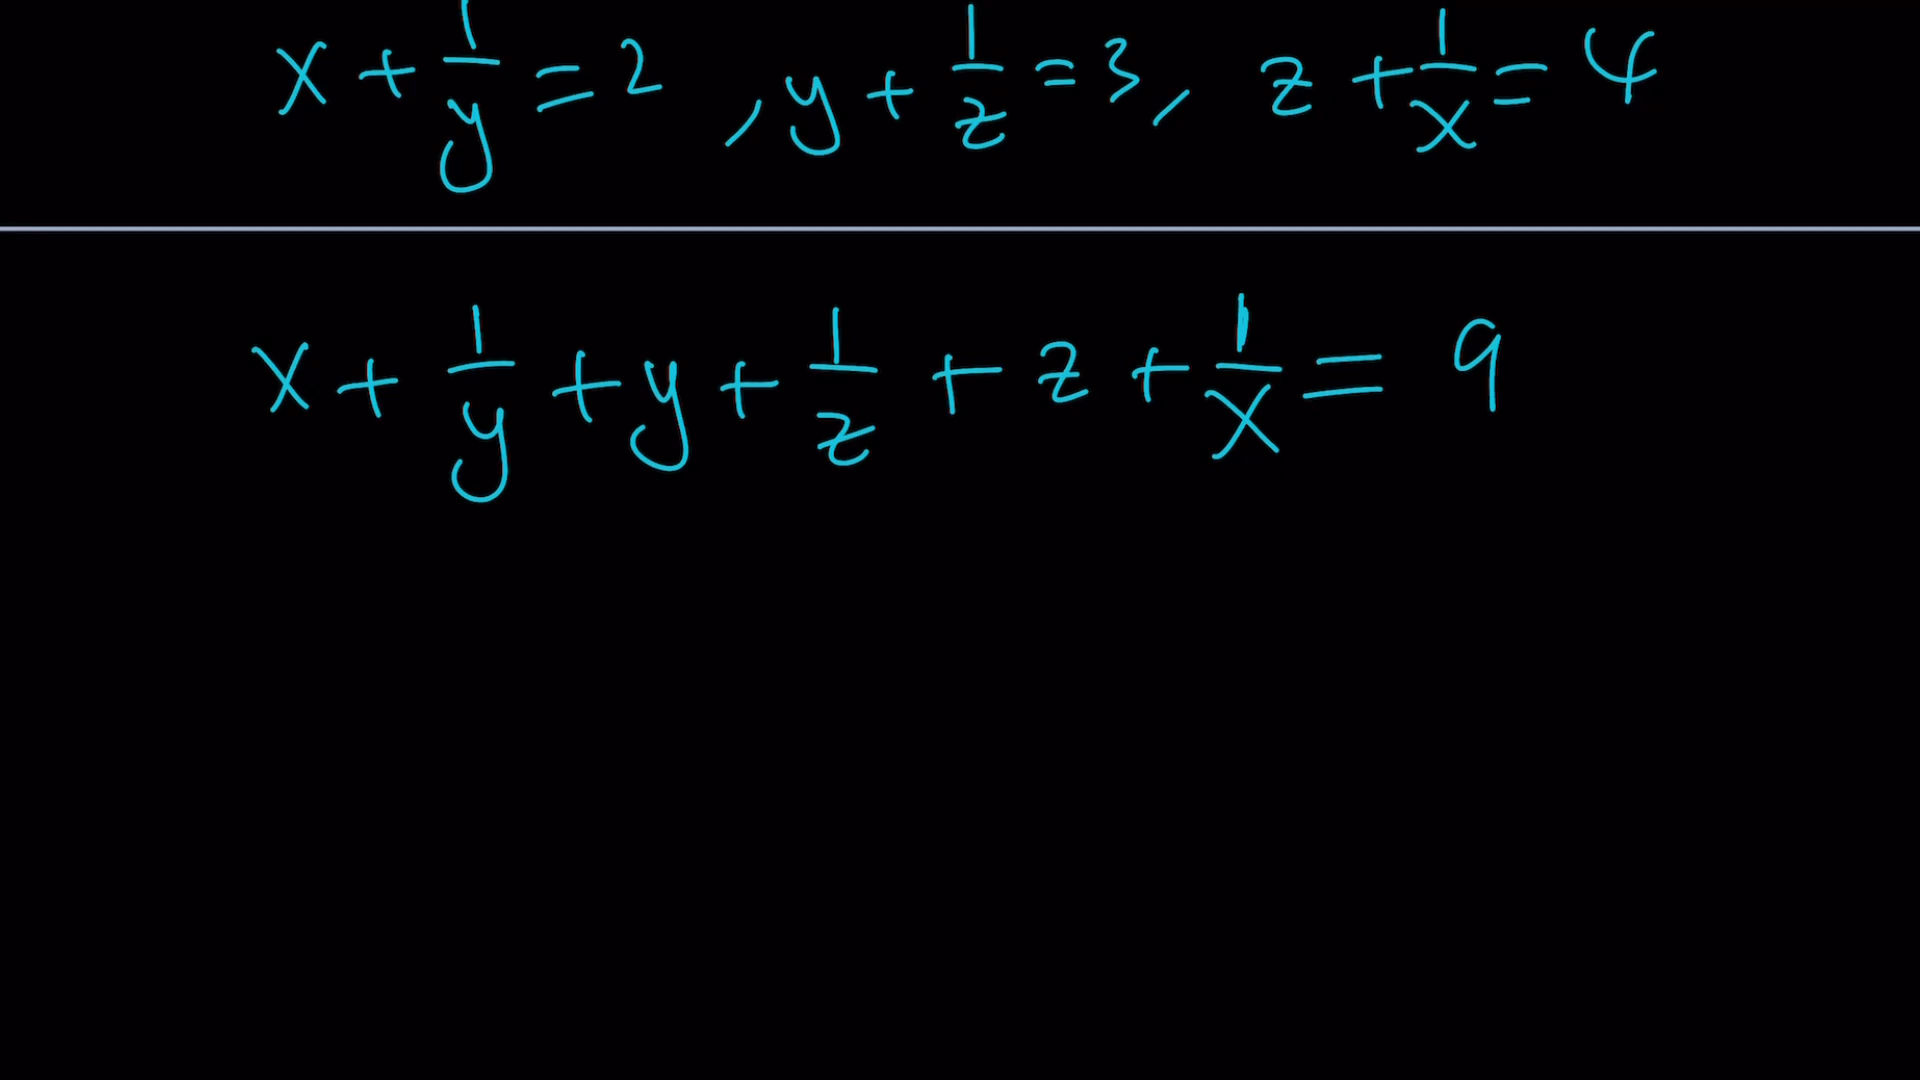 x + 1/y = 2 , y + 1/z = 3 , z + 1/x = 4
x + 1/y + y + 1/z + z + 1/x = 9